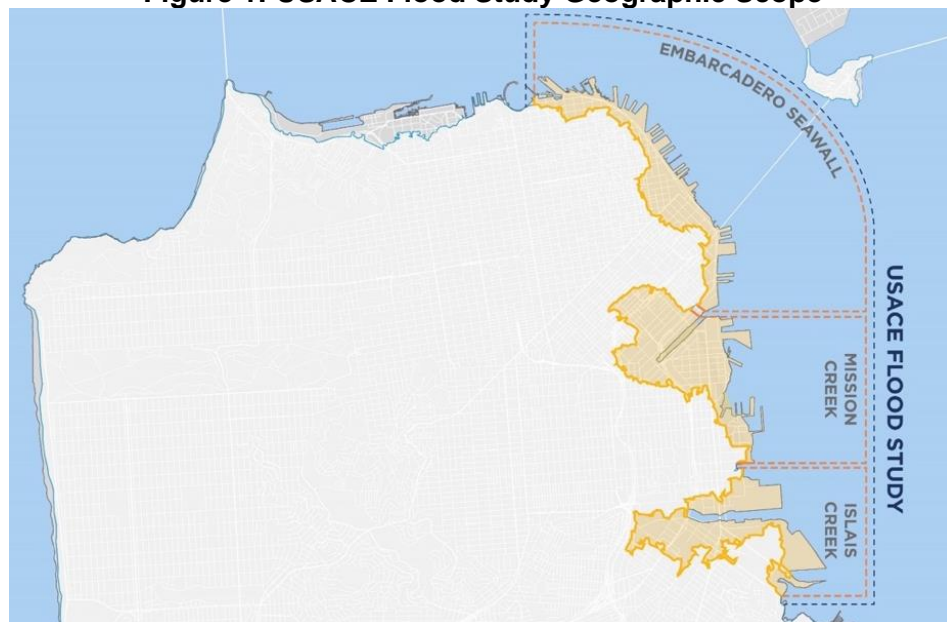 Figure 1: USACE Flood Study Geographic Scope
EMBARCADERO SEAWALL
MISSION
CREEK
ISLAIS
CREEK
USACE FLOOD STUDY